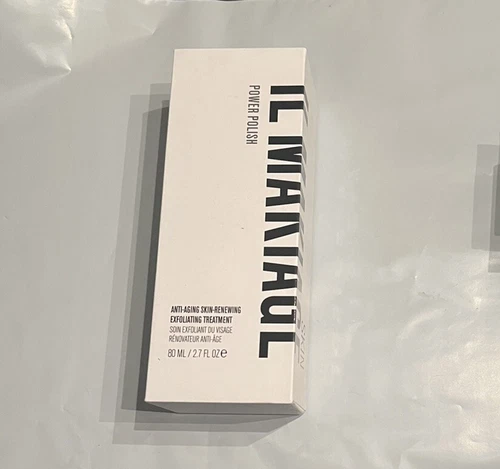 IL MAKIAGE
POWER POLISH
SKIN
ANTI-AGING SKIN-RENEWING
EXFOLIATING TREATMENT
SOIN EXFOLIANT DU VISAGE
RÉNOVATEUR ANTI-ÂGE
80 ML / 2.7 FL OZ ℮